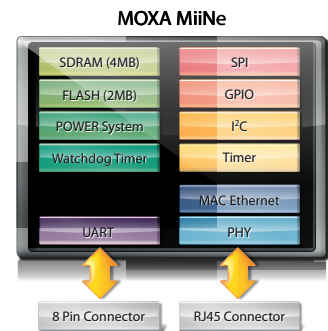 MOXA MiiNe
SDRAM (4MB)
FLASH (2MB)
POWER System
Watchdog Timer
UART
SPI
GPIO
I²C
Timer
MAC Ethernet
PHY
8 Pin Connector
RJ45 Connector